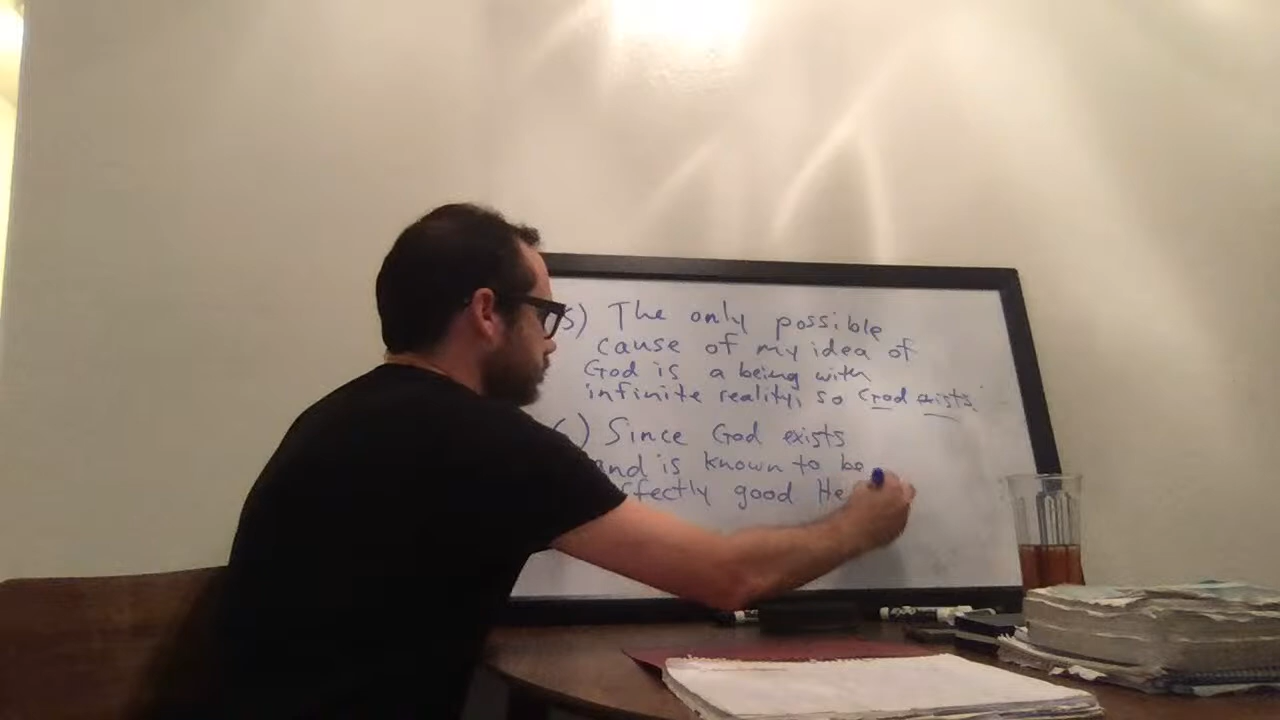 5) The only possible
cause of my idea of
God is a being with
infinite reality, so God exists.
) Since God exists
and is known to be
fectly good He